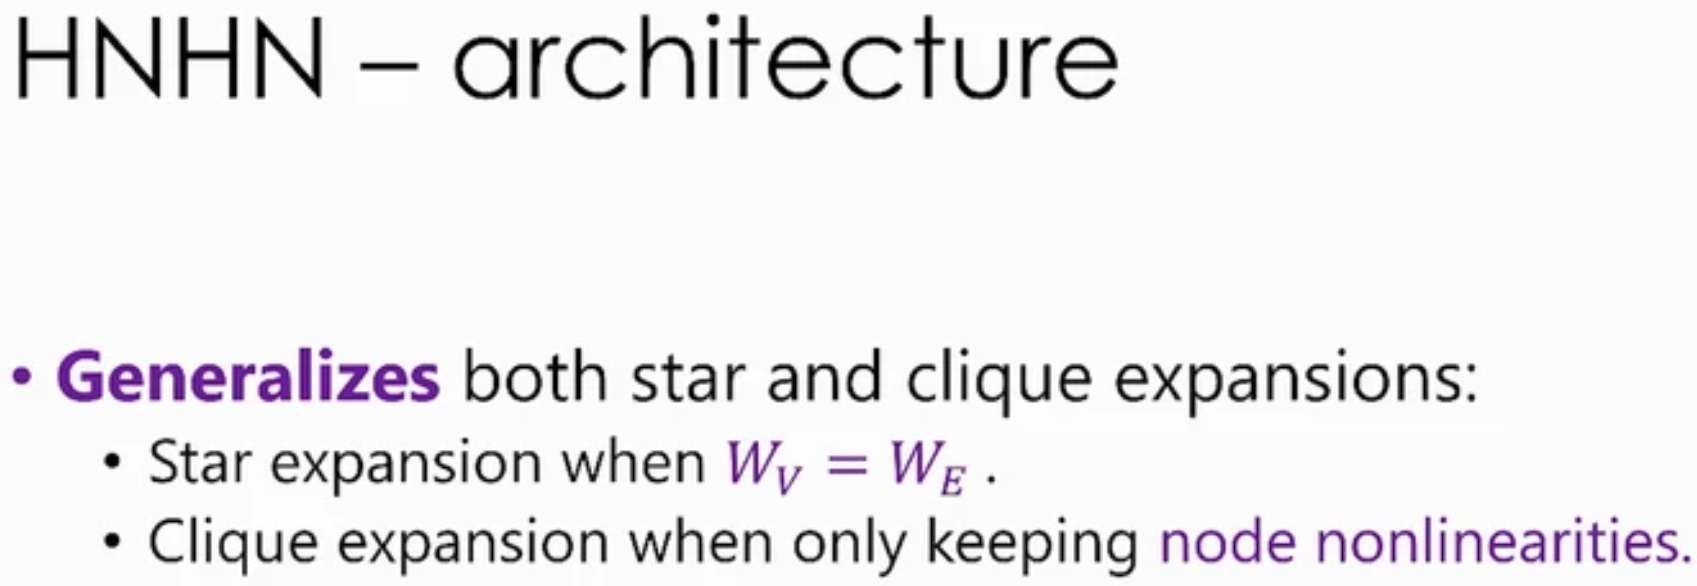 HNHN – architecture
• Generalizes both star and clique expansions:
• Star expansion when W_V = W_E .
• Clique expansion when only keeping node nonlinearities.